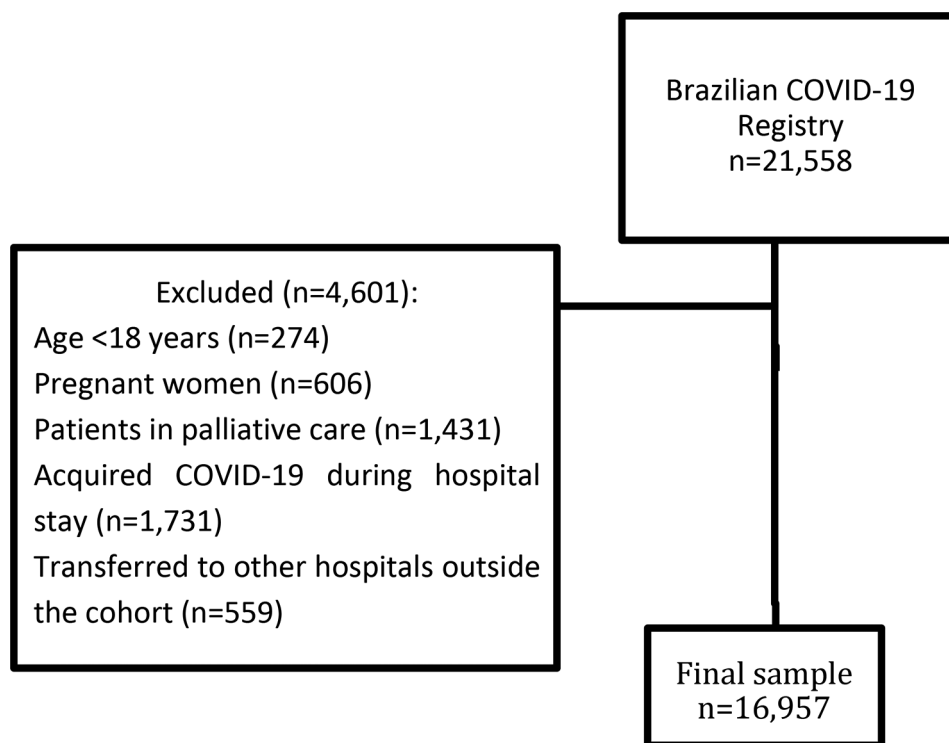 Brazilian COVID-19
Registry
n=21,558
Excluded (n=4,601):
Age <18 years (n=274)
Pregnant women (n=606)
Patients in palliative care (n=1,431)
Acquired COVID-19 during hospital
stay (n=1,731)
Transferred to other hospitals outside
the cohort (n=559)
Final sample
n=16,957